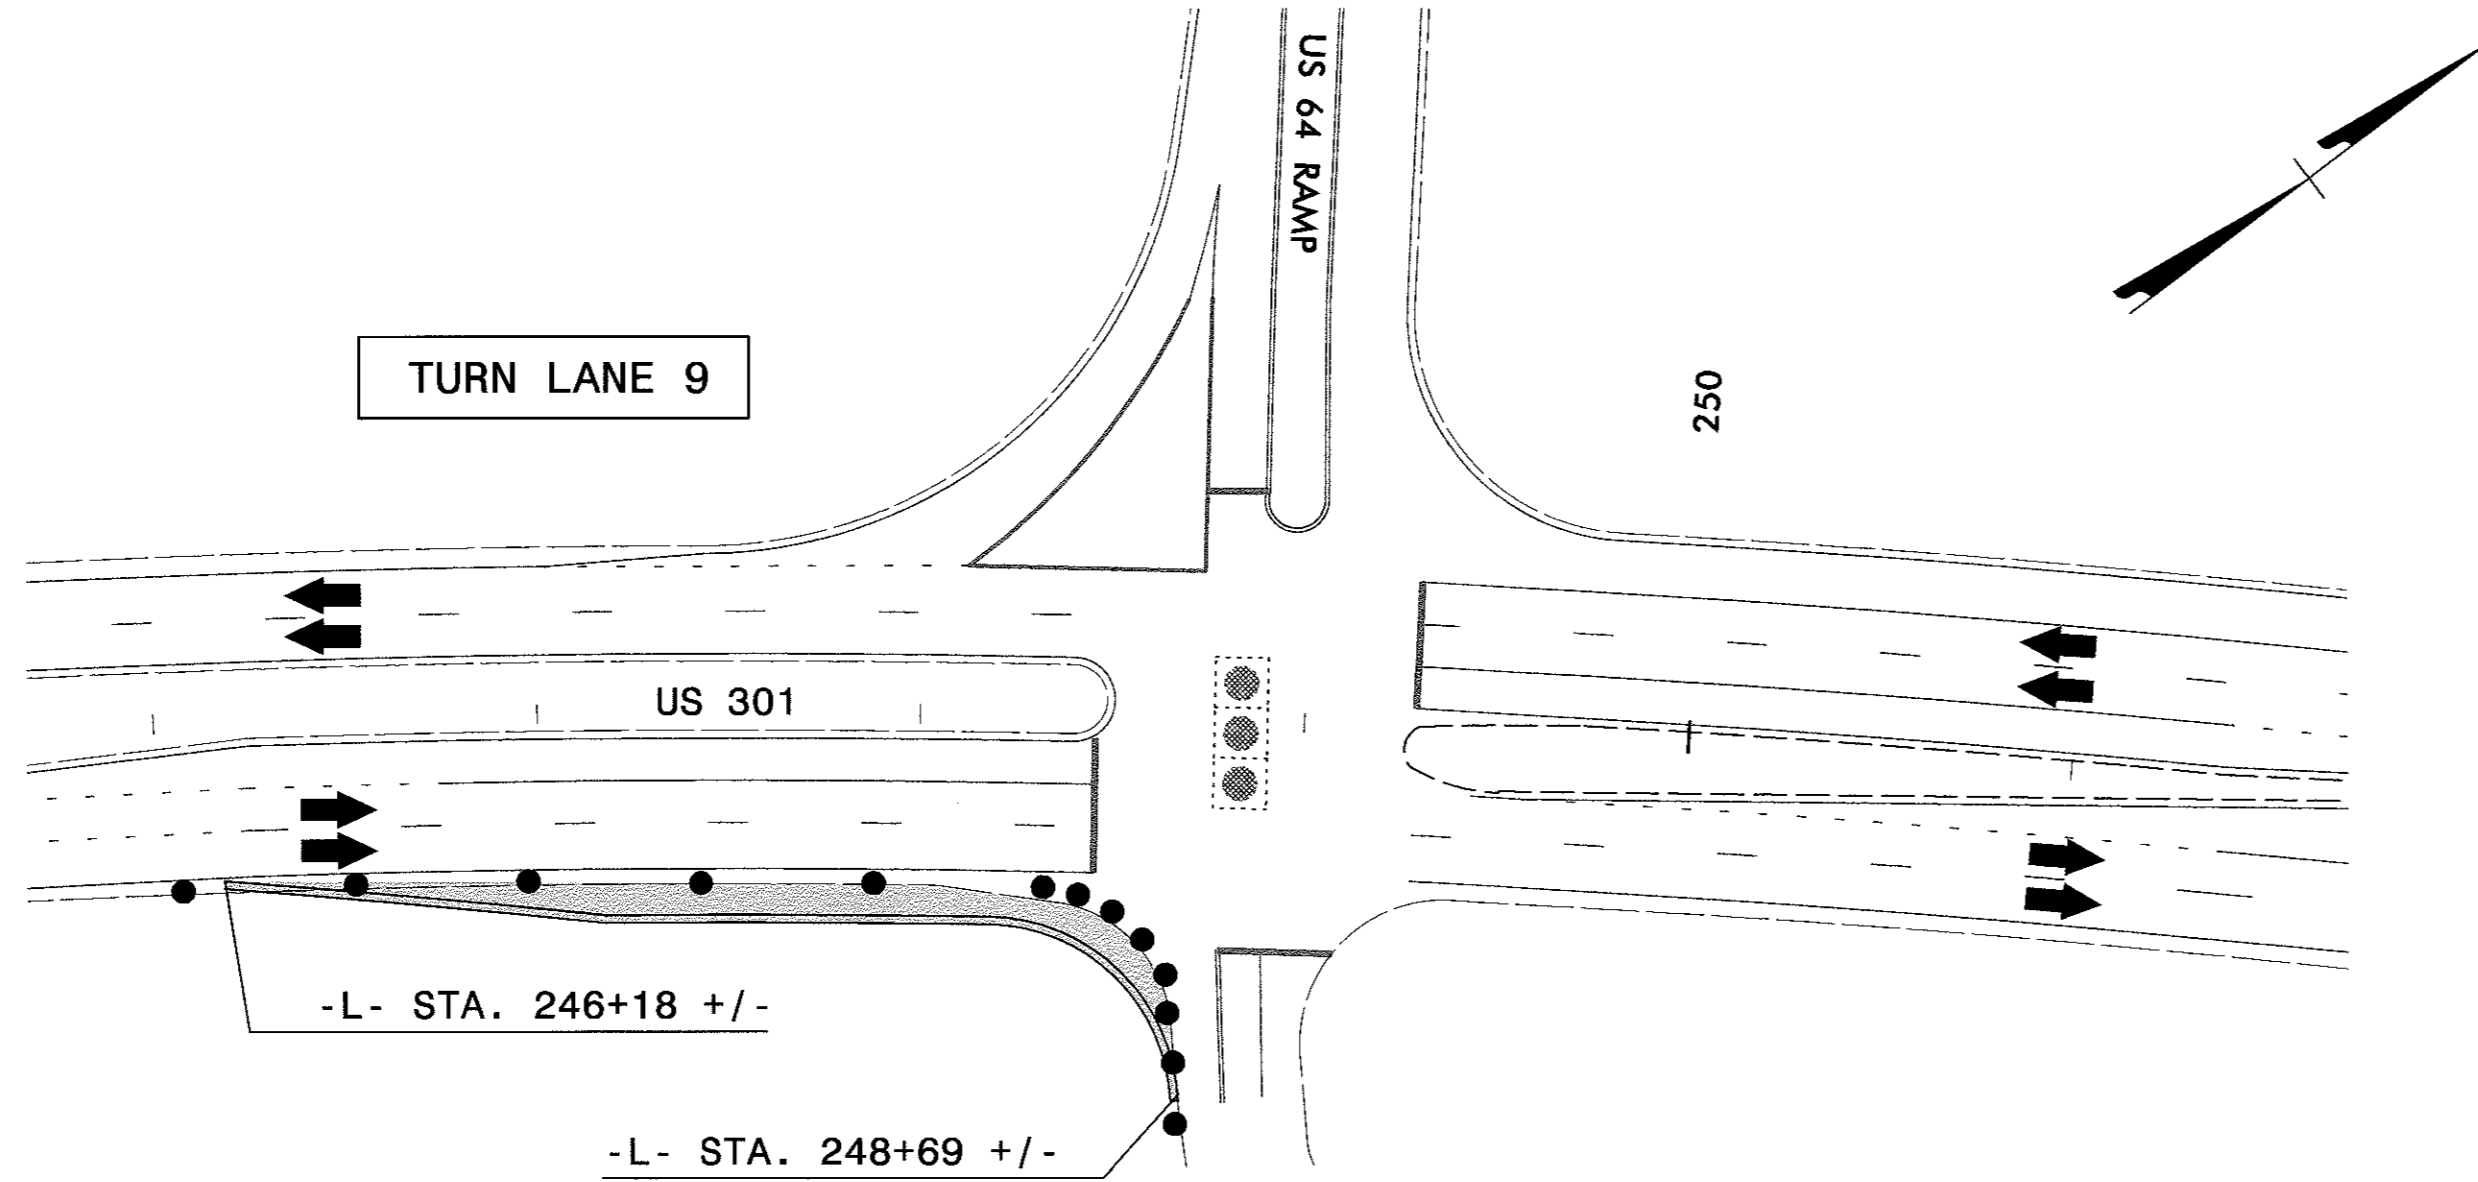 US 64 RAMP
TURN LANE 9
250
US 301
-L- STA. 246+18 +/-
-L- STA. 248+69 +/-